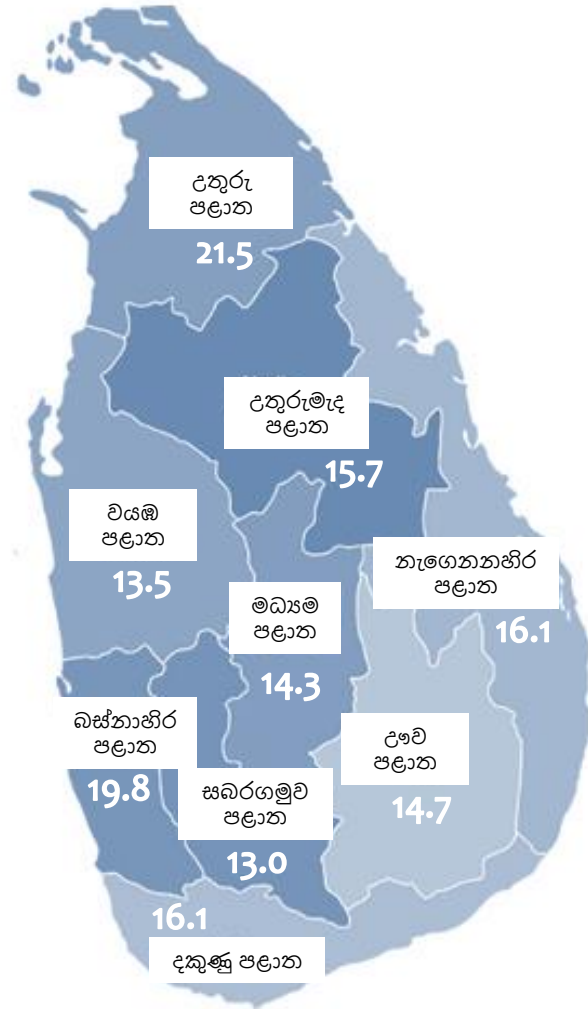 උතුරු
පළාත
21.5
උතුරුමැද
පළාත
15.7
වයඹ
පළාත
13.5
නැගෙනනහිර
පළාත
16.1
මධ්‍යම
පළාත
14.3
බස්නාහිර
පළාත
19.8
ඌව
පළාත
14.7
සබරගමුව
පළාත
13.0
16.1
දකුණු පළාත